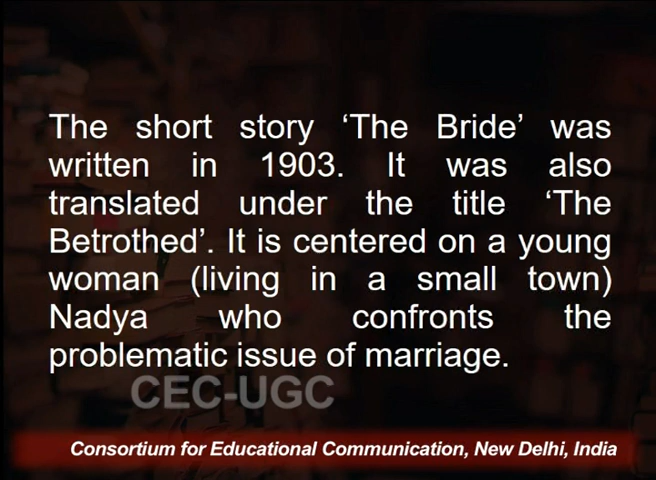 The short story ‘The Bride’ was
written in 1903. It was also
translated under the title ‘The
Betrothed’. It is centered on a young
woman (living in a small town)
Nadya who confronts the
problematic issue of marriage.
CEC-UGC
Consortium for Educational Communication, New Delhi, India